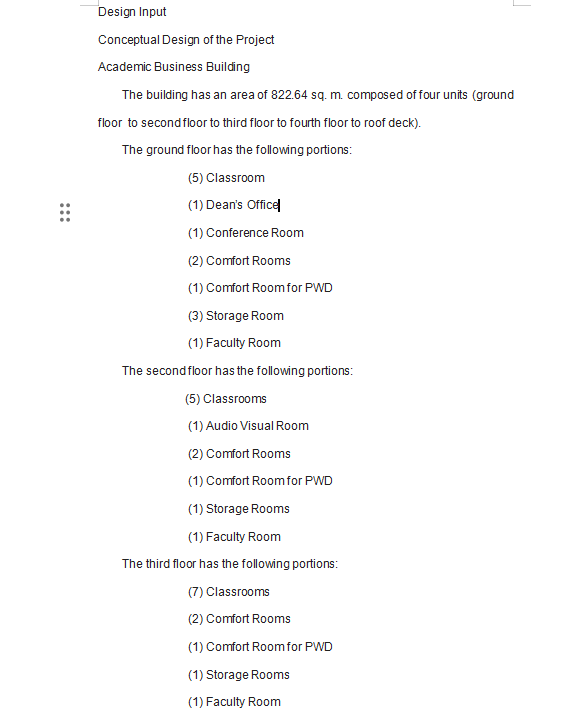 Design Input
Conceptual Design of the Project
Academic Business Building
The building has an area of 822.64 sq. m. composed of four units (ground
floor to second floor to third floor to fourth floor to roof deck).
The ground floor has the following portions:
(5) Classroom
(1) Dean's Office
(1) Conference Room
(2) Comfort Rooms
(1) Comfort Room for PWD
(3) Storage Room
(1) Faculty Room
The second floor has the following portions:
(5) Classrooms
(1) Audio Visual Room
(2) Comfort Rooms
(1) Comfort Room for PWD
(1) Storage Rooms
(1) Faculty Room
The third floor has the following portions:
(7) Classrooms
(2) Comfort Rooms
(1) Comfort Room for PWD
(1) Storage Rooms
(1) Faculty Room